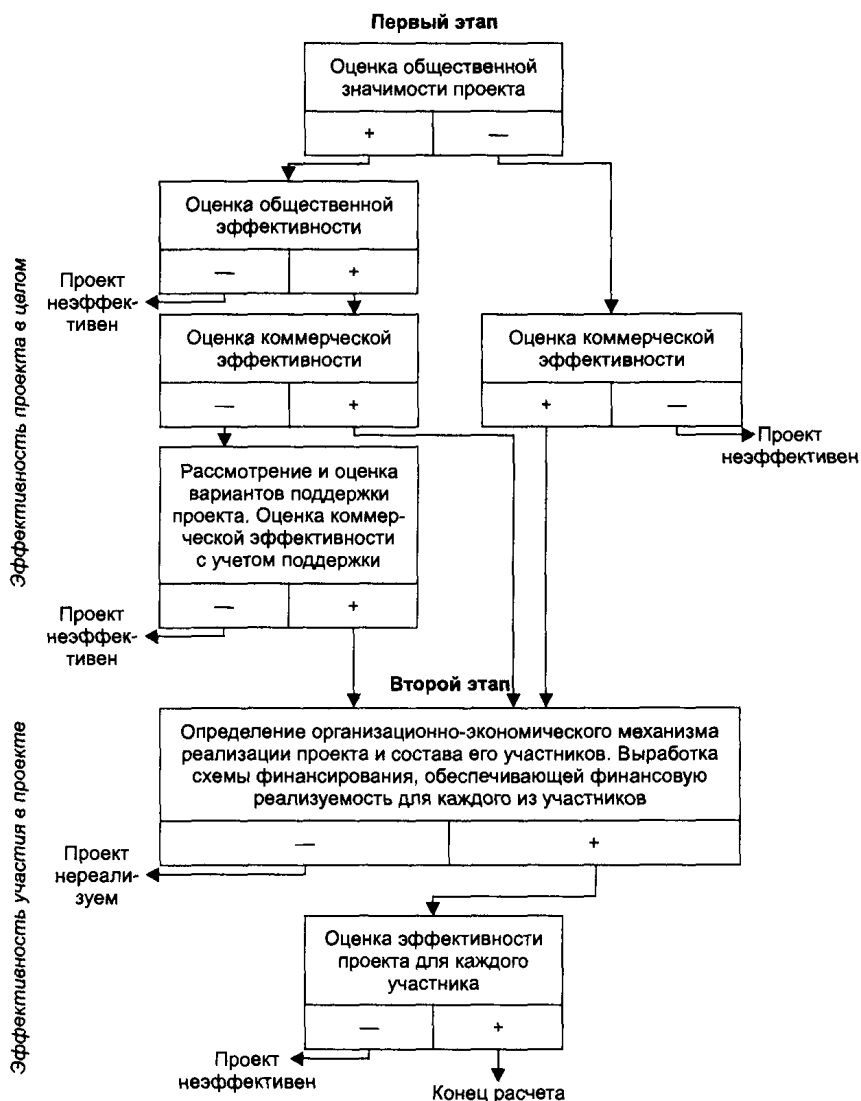 Первый этап
Оценка общественной
значимости проекта
+
—
Оценка общественной
эффективности
—
+
Проект
неэффек-
тивен
Оценка коммерческой
эффективности
—
+
Оценка коммерческой
эффективности
+
—
Проект
неэффективен
Рассмотрение и оценка
вариантов поддержки
проекта. Оценка коммер-
ческой эффективности
с учетом поддержки
—
+
Проект
неэффек-
тивен
Эффективность проекта в целом
Второй этап
Определение организационно-экономического механизма
реализации проекта и состава его участников. Выработка
схемы финансирования, обеспечивающей финансовую
реализуемость для каждого из участников
—
+
Проект
нереали-
зуем
Оценка эффективности
проекта для каждого
участника
—
+
Проект
неэффективен
Конец расчета
Эффективность участия в проекте